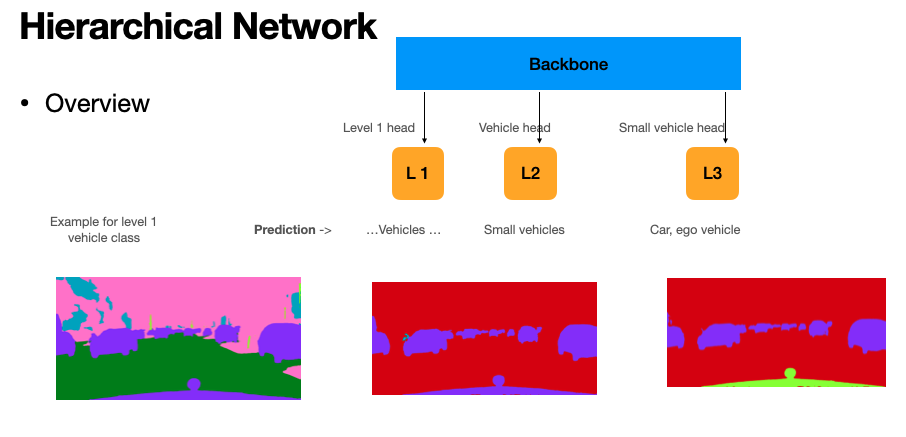 Hierarchical Network
Backbone
• Overview
Level 1 head
Vehicle head
Small vehicle head
L 1
L2
L3
Example for level 1
vehicle class
Prediction ->
…Vehicles …
Small vehicles
Car, ego vehicle